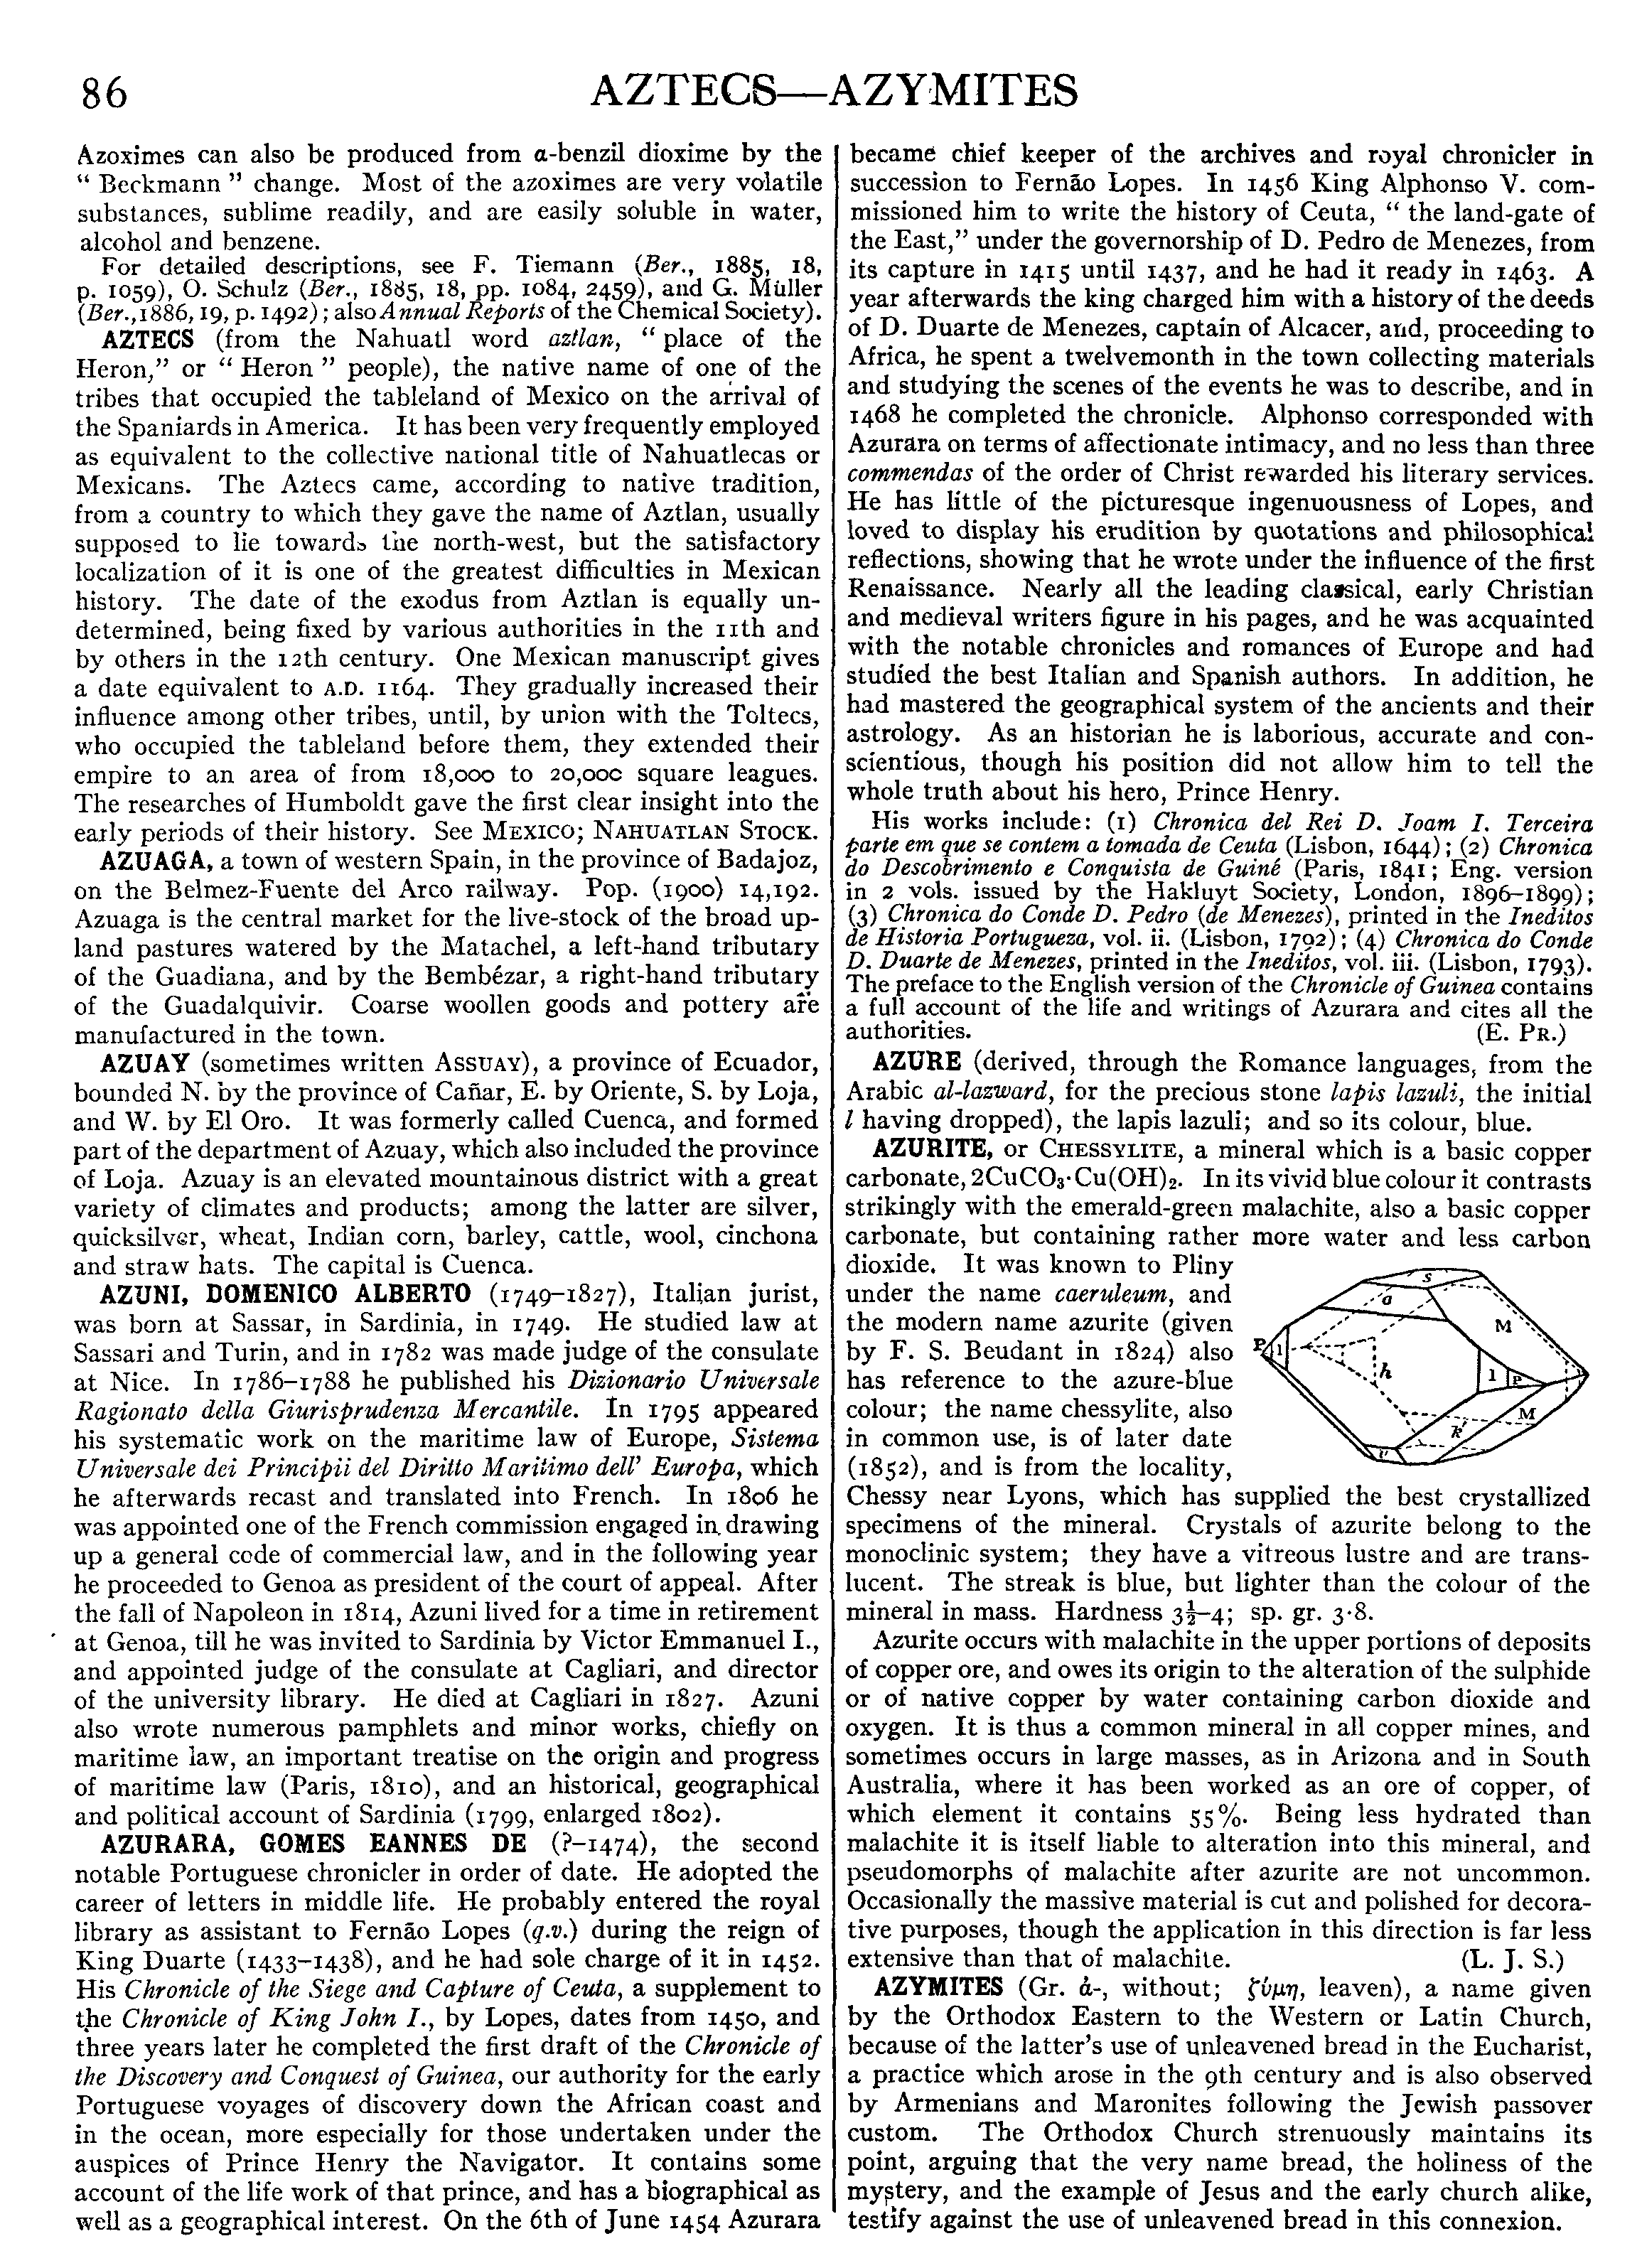 86
AZTECS—AZYMITES
Azoximes can also be produced from α-benzil dioxime by the
“ Beckmann ” change. Most of the azoximes are very volatile
substances, sublime readily, and are easily soluble in water,
alcohol and benzene.
For detailed descriptions, see F. Tiemann (Ber., 1885, 18,
p. 1059), O. Schulz (Ber., 1885, 18, pp. 1084, 2459), and G. Müller
(Ber., 1886, 19, p. 1492); also Annual Reports of the Chemical Society).
AZTECS (from the Nahuatl word aztlan, “ place of the
Heron,” or “ Heron ” people), the native name of one of the
tribes that occupied the tableland of Mexico on the arrival of
the Spaniards in America. It has been very frequently employed
as equivalent to the collective national title of Nahuatlecas or
Mexicans. The Aztecs came, according to native tradition,
from a country to which they gave the name of Aztlan, usually
supposed to lie towards the north-west, but the satisfactory
localization of it is one of the greatest difficulties in Mexican
history. The date of the exodus from Aztlan is equally un-
determined, being fixed by various authorities in the 11th and
by others in the 12th century. One Mexican manuscript gives
a date equivalent to A.D. 1164. They gradually increased their
influence among other tribes, until, by union with the Toltecs,
who occupied the tableland before them, they extended their
empire to an area of from 18,000 to 20,000 square leagues.
The researches of Humboldt gave the first clear insight into the
early periods of their history. See MEXICO; NAHUATLAN STOCK.
AZUAGA, a town of western Spain, in the province of Badajoz,
on the Belmez-Fuente del Arco railway. Pop. (1900) 14,192.
Azuaga is the central market for the live-stock of the broad up-
land pastures watered by the Matachel, a left-hand tributary
of the Guadiana, and by the Bembézar, a right-hand tributary
of the Guadalquivir. Coarse woollen goods and pottery are
manufactured in the town.
AZUAY (sometimes written ASSUAY), a province of Ecuador,
bounded N. by the province of Cañar, E. by Oriente, S. by Loja,
and W. by El Oro. It was formerly called Cuenca, and formed
part of the department of Azuay, which also included the province
of Loja. Azuay is an elevated mountainous district with a great
variety of climates and products; among the latter are silver,
quicksilver, wheat, Indian corn, barley, cattle, wool, cinchona
and straw hats. The capital is Cuenca.
AZUNI, DOMENICO ALBERTO (1749–1827), Italian jurist,
was born at Sassar, in Sardinia, in 1749. He studied law at
Sassari and Turin, and in 1782 was made judge of the consulate
at Nice. In 1786–1788 he published his Dizionario Universale
Ragionato della Giurisprudenza Mercantile. In 1795 appeared
his systematic work on the maritime law of Europe, Sistema
Universale dei Principii del Diritto Maritimo dell’ Europa, which
he afterwards recast and translated into French. In 1806 he
was appointed one of the French commission engaged in drawing
up a general code of commercial law, and in the following year
he proceeded to Genoa as president of the court of appeal. After
the fall of Napoleon in 1814, Azuni lived for a time in retirement
at Genoa, till he was invited to Sardinia by Victor Emmanuel I.,
and appointed judge of the consulate at Cagliari, and director
of the university library. He died at Cagliari in 1827. Azuni
also wrote numerous pamphlets and minor works, chiefly on
maritime law, an important treatise on the origin and progress
of maritime law (Paris, 1810), and an historical, geographical
and political account of Sardinia (1799, enlarged 1802).
AZURARA, GOMES EANNES DE (?–1474), the second
notable Portuguese chronicler in order of date. He adopted the
career of letters in middle life. He probably entered the royal
library as assistant to Fernão Lopes (q.v.) during the reign of
King Duarte (1433–1438), and he had sole charge of it in 1452.
His Chronicle of the Siege and Capture of Ceuta, a supplement to
the Chronicle of King John I., by Lopes, dates from 1450, and
three years later he completed the first draft of the Chronicle of
the Discovery and Conquest of Guinea, our authority for the early
Portuguese voyages of discovery down the African coast and
in the ocean, more especially for those undertaken under the
auspices of Prince Henry the Navigator. It contains some
account of the life work of that prince, and has a biographical as
well as a geographical interest. On the 6th of June 1454 Azurara
became chief keeper of the archives and royal chronicler in
succession to Fernão Lopes. In 1456 King Alphonso V. com-
missioned him to write the history of Ceuta, “ the land-gate of
the East,” under the governorship of D. Pedro de Menezes, from
its capture in 1415 until 1437, and he had it ready in 1463. A
year afterwards the king charged him with a history of the deeds
of D. Duarte de Menezes, captain of Alcacer, and, proceeding to
Africa, he spent a twelvemonth in the town collecting materials
and studying the scenes of the events he was to describe, and in
1468 he completed the chronicle. Alphonso corresponded with
Azurara on terms of affectionate intimacy, and no less than three
commendas of the order of Christ rewarded his literary services.
He has little of the picturesque ingenuousness of Lopes, and
loved to display his erudition by quotations and philosophical
reflections, showing that he wrote under the influence of the first
Renaissance. Nearly all the leading classical, early Christian
and medieval writers figure in his pages, and he was acquainted
with the notable chronicles and romances of Europe and had
studied the best Italian and Spanish authors. In addition, he
had mastered the geographical system of the ancients and their
astrology. As an historian he is laborious, accurate and con-
scientious, though his position did not allow him to tell the
whole truth about his hero, Prince Henry.
His works include: (1) Chronica del Rei D. Joam I. Terceira
parte em que se contem a tomada de Ceuta (Lisbon, 1644); (2) Chronica
do Descobrimento e Conquista de Guiné (Paris, 1841; Eng. version
in 2 vols. issued by the Hakluyt Society, London, 1896–1899);
(3) Chronica do Conde D. Pedro (de Menezes), printed in the Ineditos
de Historia Portugueza, vol. ii. (Lisbon, 1792); (4) Chronica do Conde
D. Duarte de Menezes, printed in the Ineditos, vol. iii. (Lisbon, 1793).
The preface to the English version of the Chronicle of Guinea contains
a full account of the life and writings of Azurara and cites all the
authorities. (E. PR.)
AZURE (derived, through the Romance languages, from the
Arabic al-lazward, for the precious stone lapis lazuli, the initial
l having dropped), the lapis lazuli; and so its colour, blue.
AZURITE, or CHESSYLITE, a mineral which is a basic copper
carbonate, 2CuCO₃·Cu(OH)₂. In its vivid blue colour it contrasts
strikingly with the emerald-green malachite, also a basic copper
carbonate, but containing rather more water and less carbon
dioxide. It was known to Pliny
under the name caeruleum, and
the modern name azurite (given
by F. S. Beudant in 1824) also
has reference to the azure-blue
colour; the name chessylite, also
in common use, is of later date
(1852), and is from the locality,
s
a
M
P
1
h
1
P
M
k
v
Chessy near Lyons, which has supplied the best crystallized
specimens of the mineral. Crystals of azurite belong to the
monoclinic system; they have a vitreous lustre and are trans-
lucent. The streak is blue, but lighter than the colour of the
mineral in mass. Hardness 3½–4; sp. gr. 3·8.
Azurite occurs with malachite in the upper portions of deposits
of copper ore, and owes its origin to the alteration of the sulphide
or of native copper by water containing carbon dioxide and
oxygen. It is thus a common mineral in all copper mines, and
sometimes occurs in large masses, as in Arizona and in South
Australia, where it has been worked as an ore of copper, of
which element it contains 55%. Being less hydrated than
malachite it is itself liable to alteration into this mineral, and
pseudomorphs of malachite after azurite are not uncommon.
Occasionally the massive material is cut and polished for decora-
tive purposes, though the application in this direction is far less
extensive than that of malachite. (L. J. S.)
AZYMITES (Gr. ἀ-, without; ζύμη, leaven), a name given
by the Orthodox Eastern to the Western or Latin Church,
because of the latter’s use of unleavened bread in the Eucharist,
a practice which arose in the 9th century and is also observed
by Armenians and Maronites following the Jewish passover
custom. The Orthodox Church strenuously maintains its
point, arguing that the very name bread, the holiness of the
mystery, and the example of Jesus and the early church alike,
testify against the use of unleavened bread in this connexion.